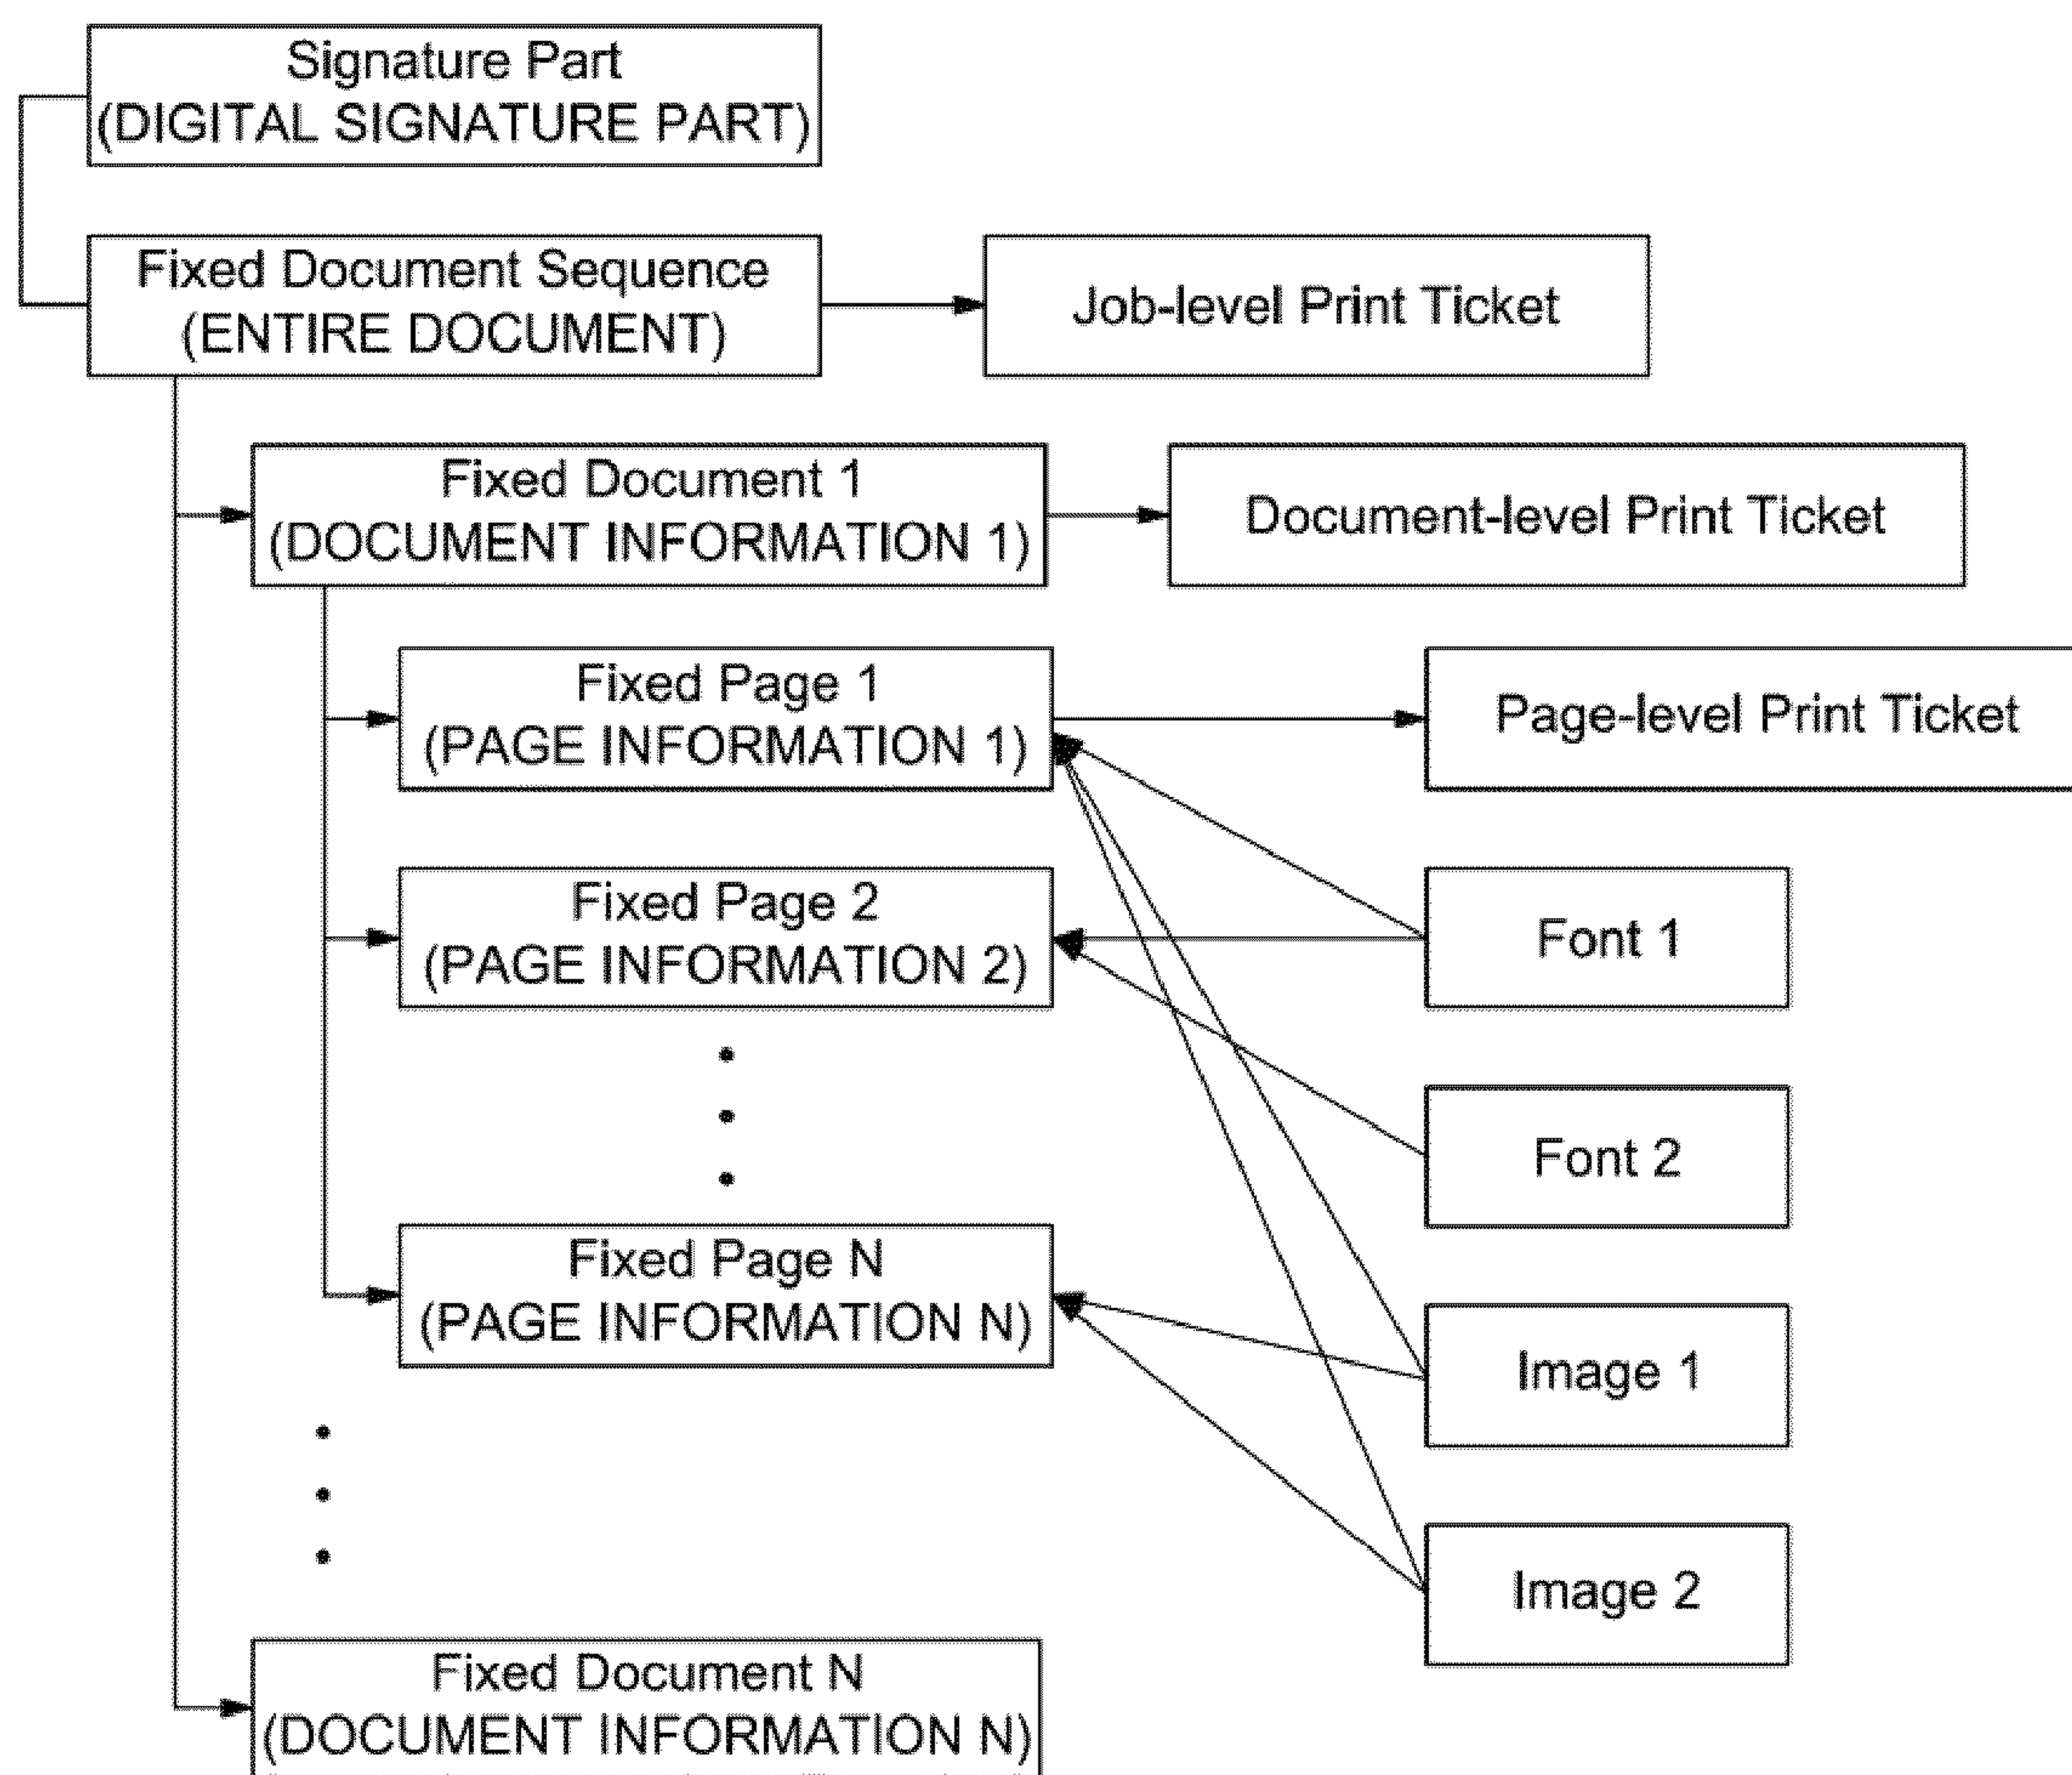 Signature Part
(DIGITAL SIGNATURE PART)
Fixed Document Sequence
(ENTIRE DOCUMENT)
Job-level Print Ticket
Fixed Document 1
(DOCUMENT INFORMATION 1)
Document-level Print Ticket
Fixed Page 1
(PAGE INFORMATION 1)
Page-level Print Ticket
Fixed Page 2
(PAGE INFORMATION 2)
Font 1
Font 2
Fixed Page N
(PAGE INFORMATION N)
Image 1
Image 2
Fixed Document N
(DOCUMENT INFORMATION N)